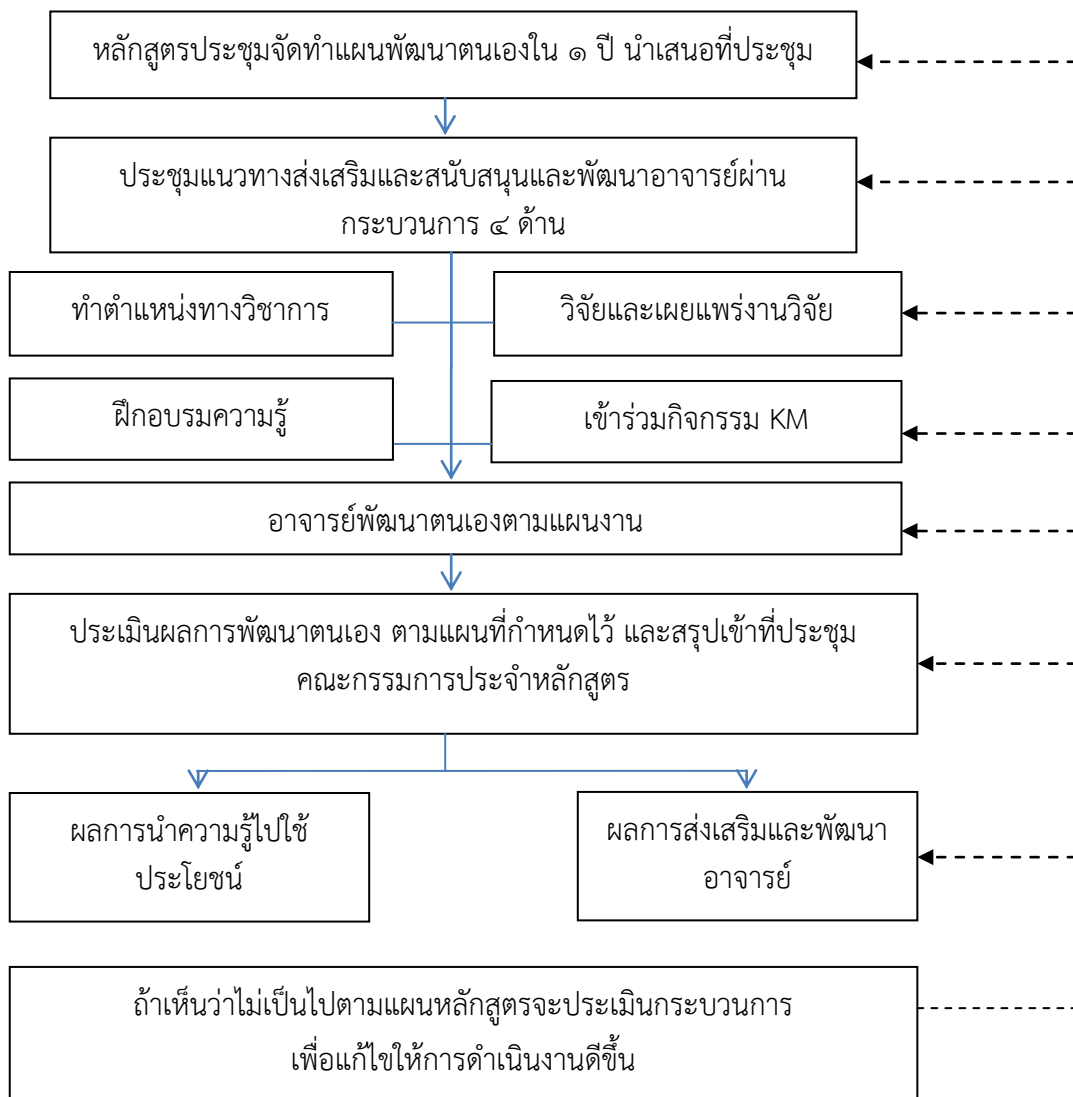 หลักสูตรประชุมจัดทำแผนพัฒนาตนเองใน ๑ ปี นำเสนอที่ประชุม
ประชุมแนวทางส่งเสริมและสนับสนุนและพัฒนาอาจารย์ผ่าน
กระบวนการ ๔ ด้าน
ทำตำแหน่งทางวิชาการ
วิจัยและเผยแพร่งานวิจัย
ฝึกอบรมความรู้
เข้าร่วมกิจกรรม KM
อาจารย์พัฒนาตนเองตามแผนงาน
ประเมินผลการพัฒนาตนเอง ตามแผนที่กำหนดไว้ และสรุปเข้าที่ประชุม
คณะกรรมการประจำหลักสูตร
ผลการนำความรู้ไปใช้
ประโยชน์
ผลการส่งเสริมและพัฒนา
อาจารย์
ถ้าเห็นว่าไม่เป็นไปตามแผนหลักสูตรจะประเมินกระบวนการ
เพื่อแก้ไขให้การดำเนินงานดีขึ้น